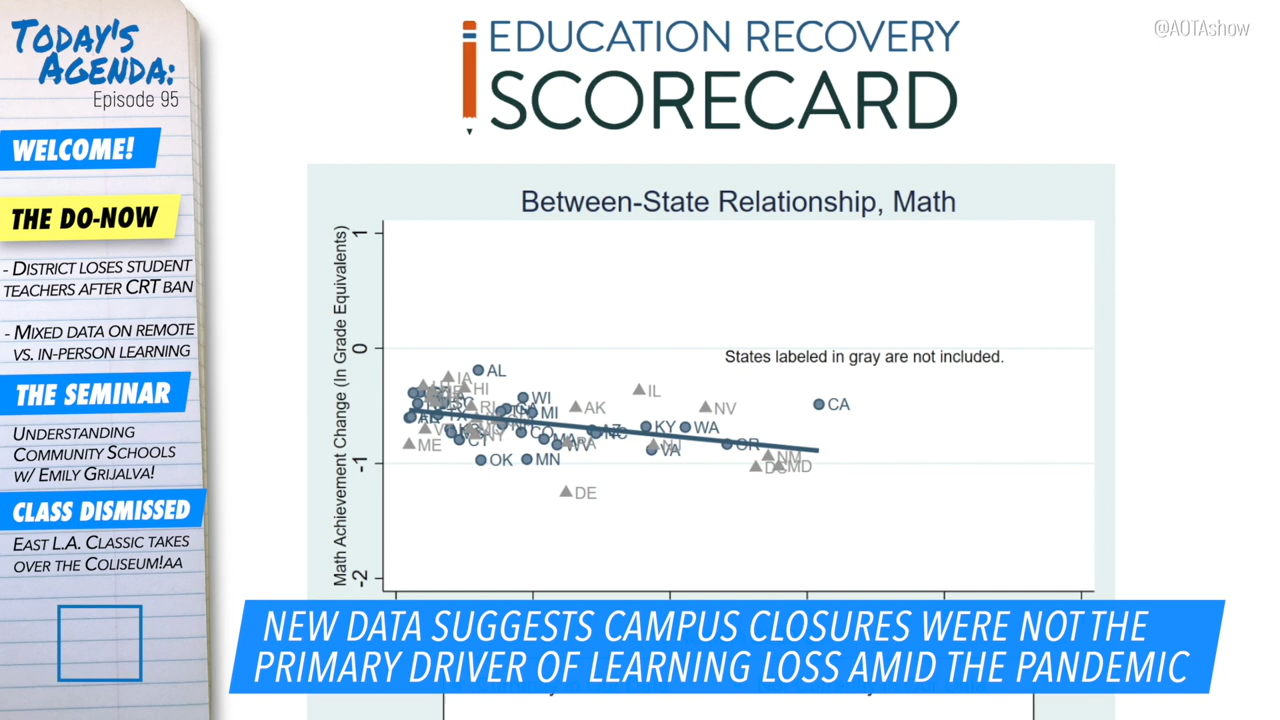 TODAY'S
AGENDA:
Episode 95
WELCOME!
THE DO-NOW
- DISTRICT LOSES STUDENT
TEACHERS AFTER CRT BAN
- MIXED DATA ON REMOTE
VS. IN-PERSON LEARNING
THE SEMINAR
UNDERSTANDING
COMMUNITY SCHOOLS
W/ EMILY GRIJALVA!
CLASS DISMISSED
EAST L.A. CLASSIC TAKES
OVER THE COLISEUM!AA
@AOTAshow
EDUCATION RECOVERY
SCORECARD
Between-State Relationship, Math
Math Achievement Change (In Grade Equivalents)
1
0
-1
-2
States labeled in gray are not included.
AL
IA
HI
WI
MI
AK
IL
NV
CA
ME
CO
KY
WA
VA
OR
NM
MD
OK
MN
DE
NEW DATA SUGGESTS CAMPUS CLOSURES WERE NOT THE
PRIMARY DRIVER OF LEARNING LOSS AMID THE PANDEMIC